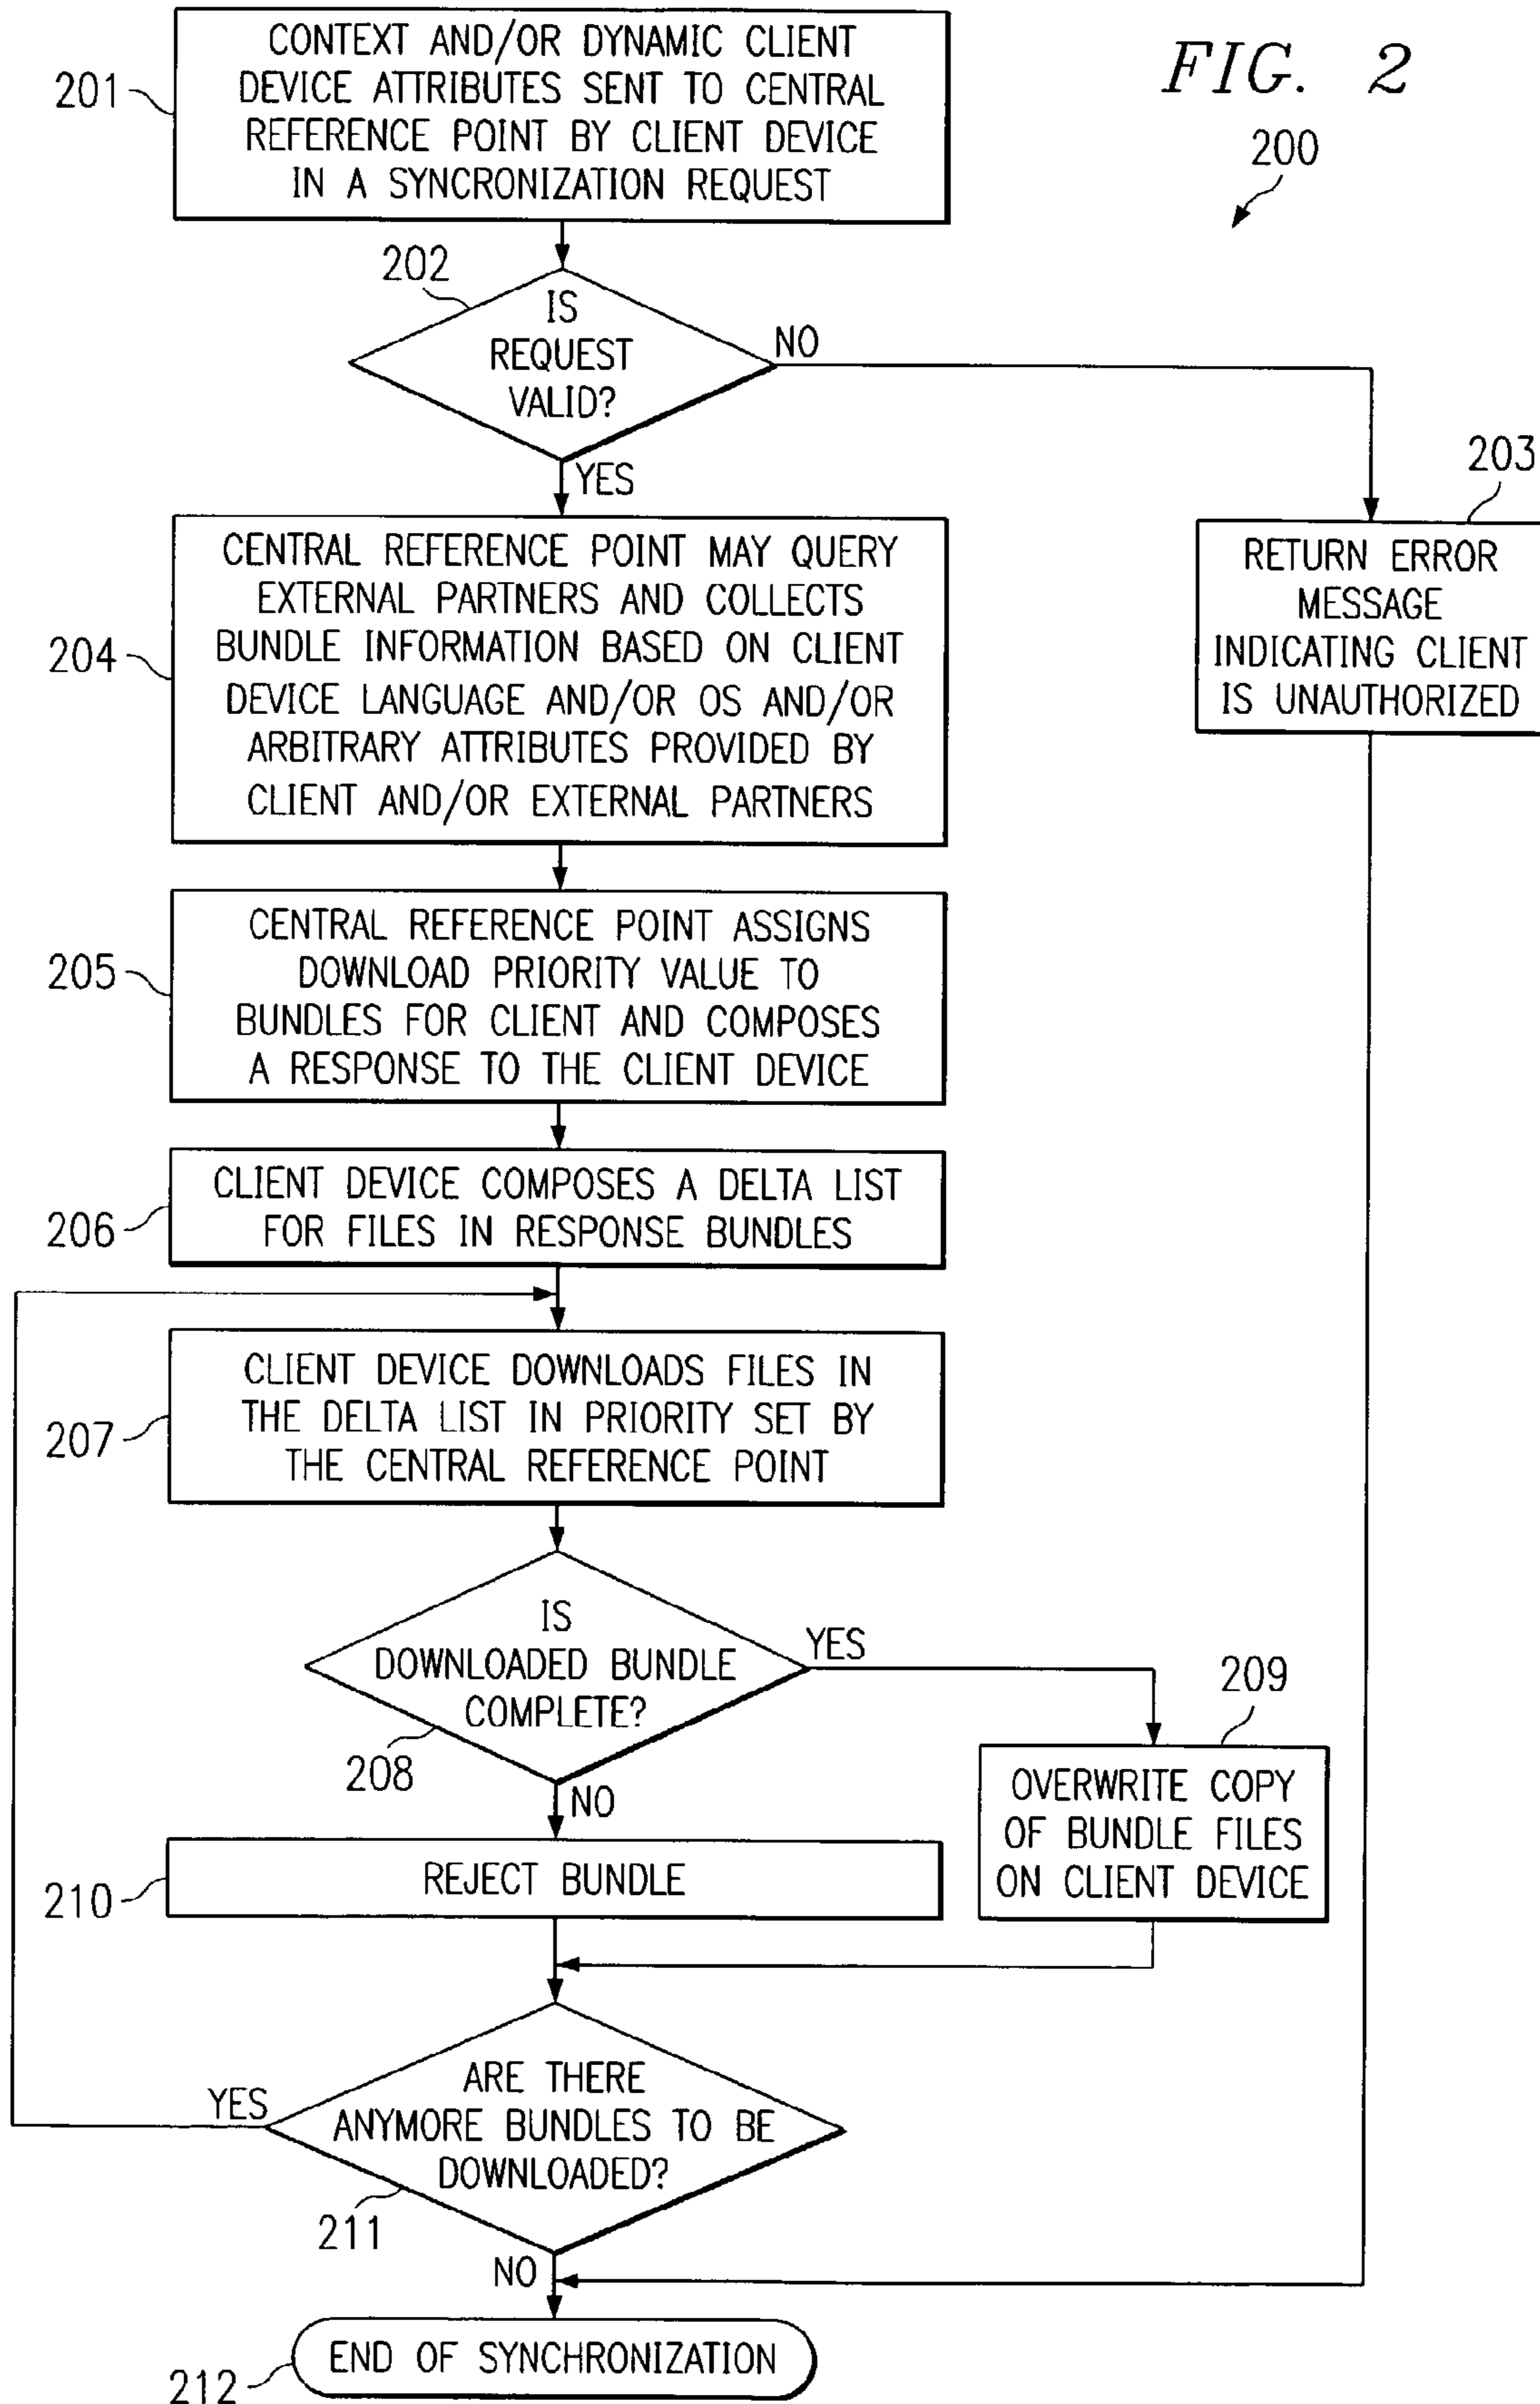 FIG. 2
200
201
CONTEXT AND/OR DYNAMIC CLIENT
DEVICE ATTRIBUTES SENT TO CENTRAL
REFERENCE POINT BY CLIENT DEVICE
IN A SYNCRONIZATION REQUEST
202
IS
REQUEST
VALID?
NO
YES
203
RETURN ERROR
MESSAGE
INDICATING CLIENT
IS UNAUTHORIZED
204
CENTRAL REFERENCE POINT MAY QUERY
EXTERNAL PARTNERS AND COLLECTS
BUNDLE INFORMATION BASED ON CLIENT
DEVICE LANGUAGE AND/OR OS AND/OR
ARBITRARY ATTRIBUTES PROVIDED BY
CLIENT AND/OR EXTERNAL PARTNERS
205
CENTRAL REFERENCE POINT ASSIGNS
DOWNLOAD PRIORITY VALUE TO
BUNDLES FOR CLIENT AND COMPOSES
A RESPONSE TO THE CLIENT DEVICE
206
CLIENT DEVICE COMPOSES A DELTA LIST
FOR FILES IN RESPONSE BUNDLES
207
CLIENT DEVICE DOWNLOADS FILES IN
THE DELTA LIST IN PRIORITY SET BY
THE CENTRAL REFERENCE POINT
IS
DOWNLOADED BUNDLE
COMPLETE?
208
YES
NO
209
OVERWRITE COPY
OF BUNDLE FILES
ON CLIENT DEVICE
210
REJECT BUNDLE
ARE THERE
ANYMORE BUNDLES TO BE
DOWNLOADED?
YES
211
NO
END OF SYNCHRONIZATION
212